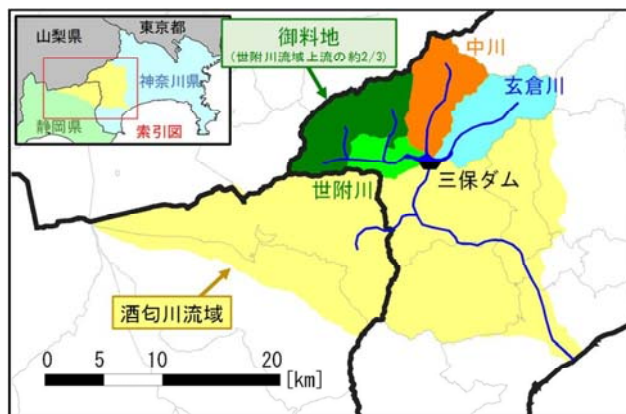 山梨県
東京都
神奈川県
静岡県
索引図
御料地
(世附川流域上流の約2/3)
中川
玄倉川
世附川
三保ダム
酒匂川流域
0 5 10 20
[km]